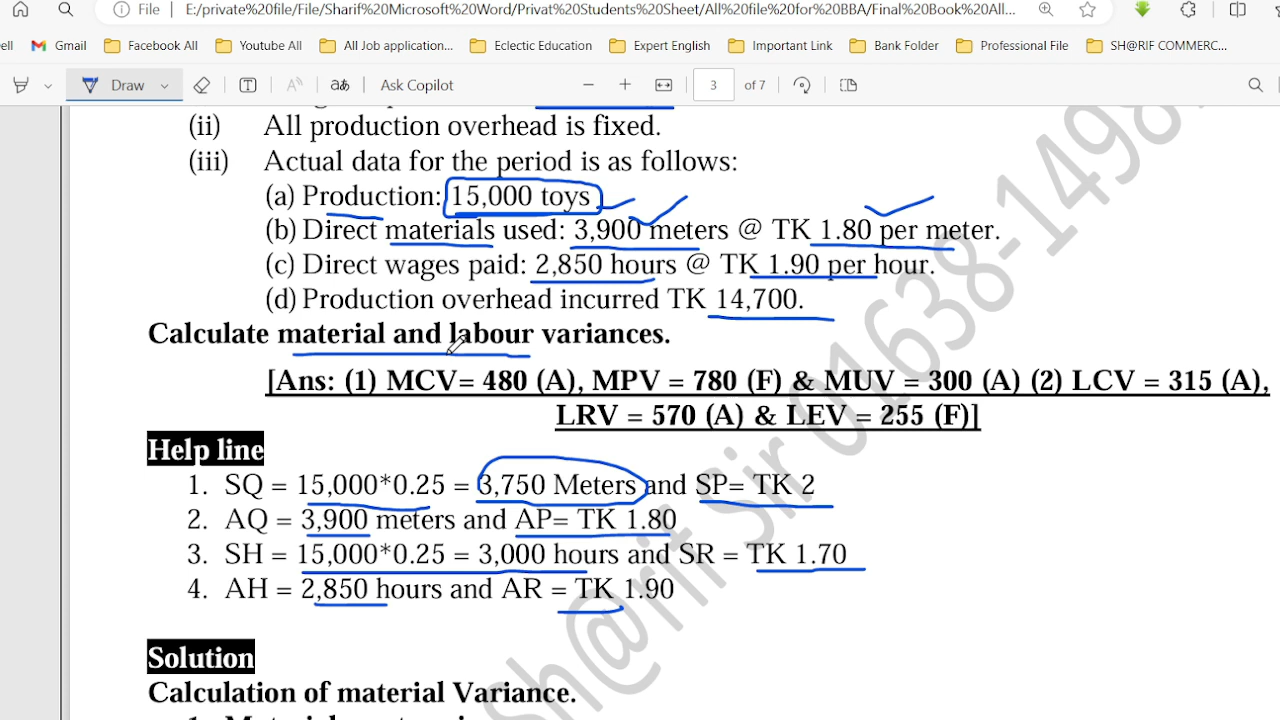 File E:/private%20file/File/Sharif%20Microsoft%20Word/Privat%20Students%20Sheet/All%20file%20for%20BBA/Final%20Book%20All...
ell Gmail Facebook All Youtube All All Job application... Eclectic Education Expert English Important Link Bank Folder Professional File SH@RIF COMMERC...
Draw T aあ Ask Copilot 3 of 7
(ii) All production overhead is fixed.
(iii) Actual data for the period is as follows:
(a) Production: 15,000 toys
(b) Direct materials used: 3,900 meters @ TK 1.80 per meter.
(c) Direct wages paid: 2,850 hours @ TK 1.90 per hour.
(d) Production overhead incurred TK 14,700.
Calculate material and labour variances.
[Ans: (1) MCV= 480 (A), MPV = 780 (F) & MUV = 300 (A) (2) LCV = 315 (A),
LRV = 570 (A) & LEV = 255 (F)]
Help line
1. SQ = 15,000*0.25 = 3,750 Meters and SP= TK 2
2. AQ = 3,900 meters and AP= TK 1.80
3. SH = 15,000*0.25 = 3,000 hours and SR = TK 1.70
4. AH = 2,850 hours and AR = TK 1.90
Solution
Calculation of material Variance.
Sh@rif Sir 01638-1498